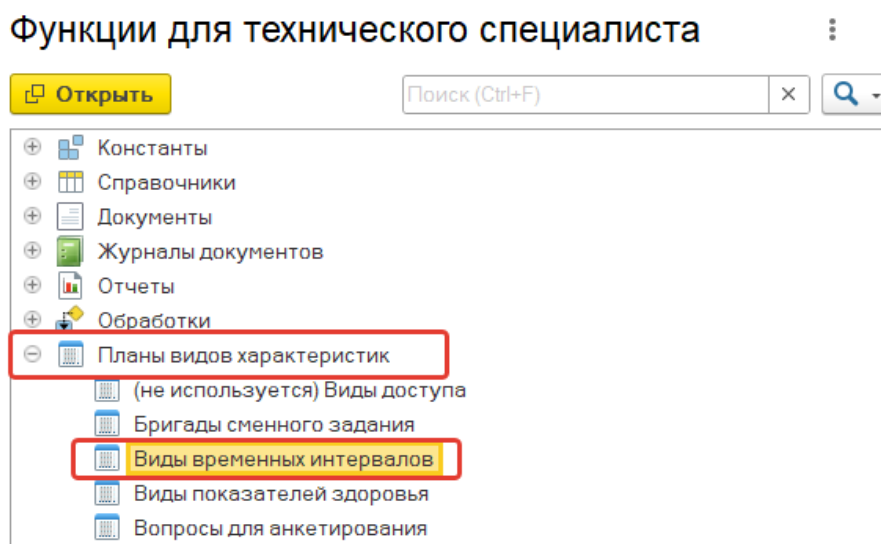 Функции для технического специалиста
Открыть
Поиск (Ctrl+F)
Константы
Справочники
Документы
Журналы документов
Отчеты
Обработки
Планы видов характеристик
(не используется) Виды доступа
Бригады сменного задания
Виды временных интервалов
Виды показателей здоровья
Вопросы для анкетирования